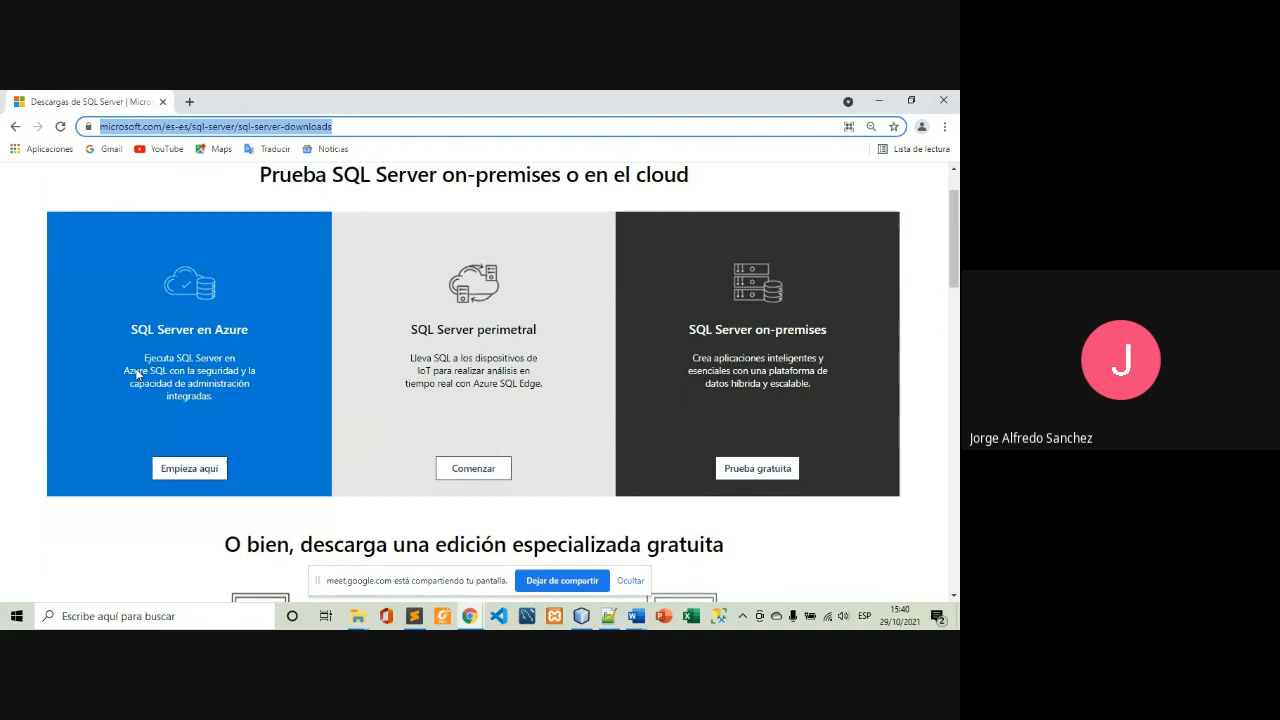 Descargas de SQL Server | Micro
microsoft.com/es-es/sql-server/sql-server-downloads
Aplicaciones
Gmail
YouTube
Maps
Traducir
Noticias
Lista de lectura
Prueba SQL Server on-premises o en el cloud
SQL Server en Azure
Ejecuta SQL Server en
Azure SQL con la seguridad y la
capacidad de administración
integradas.
Empieza aquí
SQL Server perimetral
Lleva SQL a los dispositivos de
IoT para realizar análisis en
tiempo real con Azure SQL Edge.
Comenzar
SQL Server on-premises
Crea aplicaciones inteligentes y
esenciales con una plataforma de
datos híbrida y escalable.
Prueba gratuita
O bien, descarga una edición especializada gratuita
meet.google.com está compartiendo tu pantalla.
Dejar de compartir
Ocultar
Escribe aquí para buscar
ESP
15:40
29/10/2021
2
J
Jorge Alfredo Sanchez